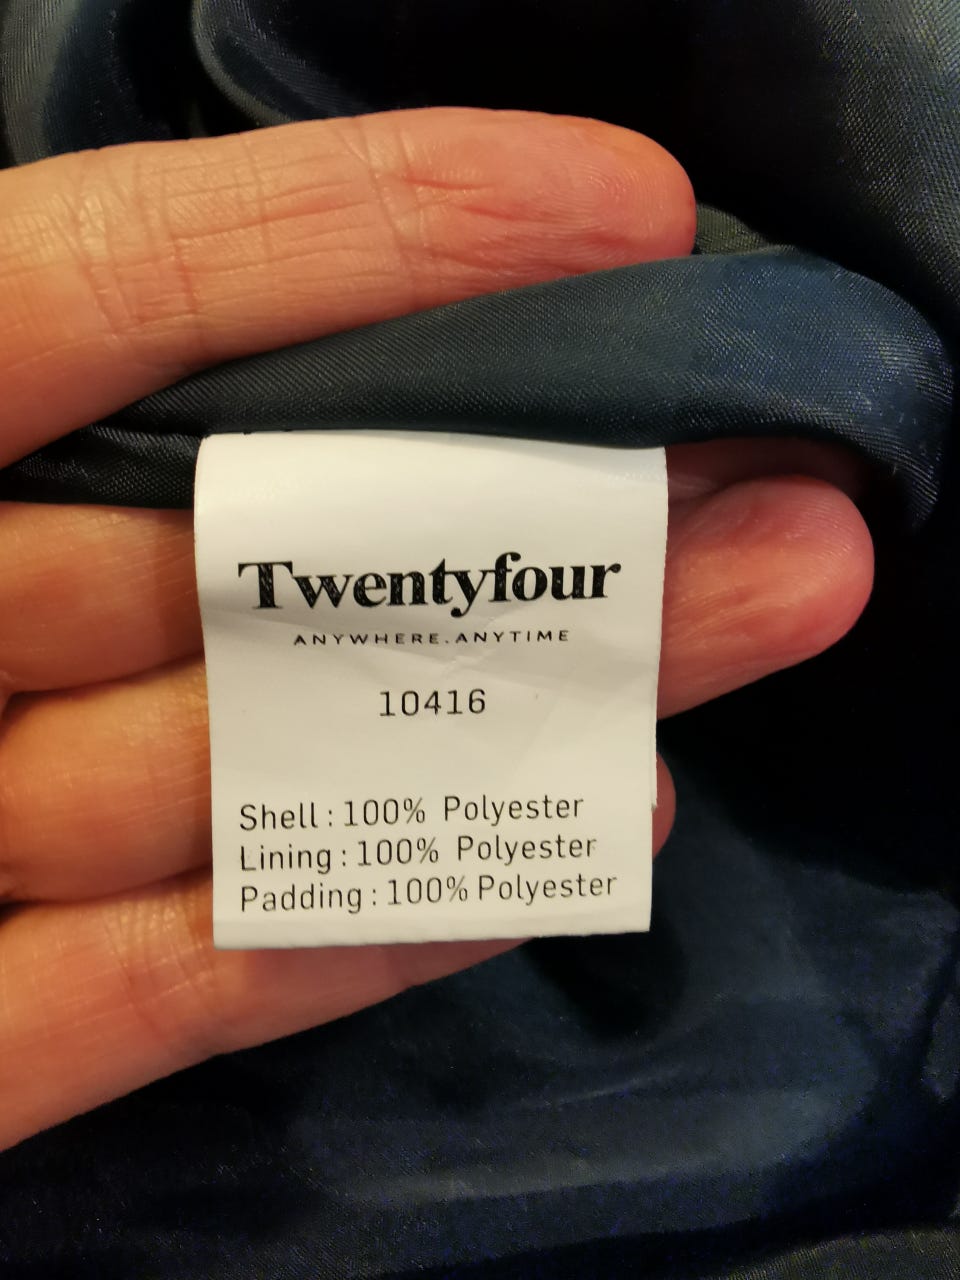 Twentyfour
ANYWHERE.ANYTIME
10416
Shell : 100% Polyester
Lining : 100% Polyester
Padding : 100% Polyester